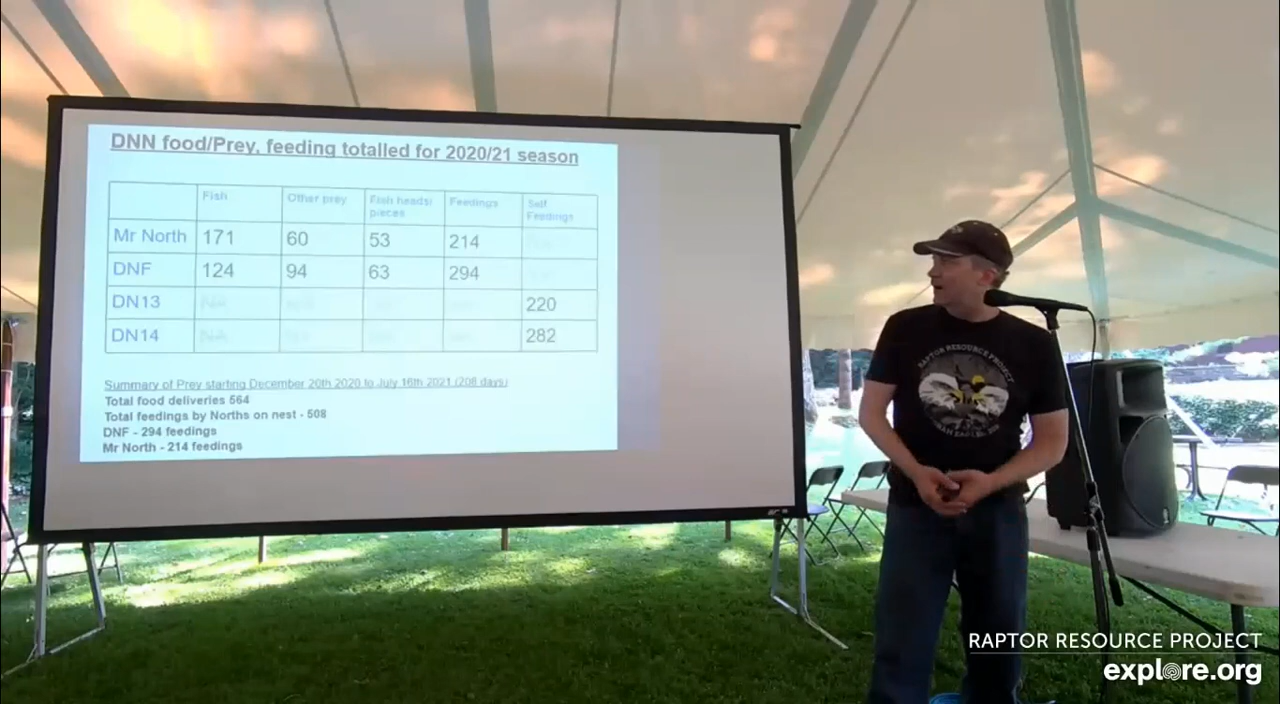 DNN food/Prey, feeding totalled for 2020/21 season
Fish Other prey Fish heads/ pieces Feedings Self Feedings
Mr North 171 60 53 214
DNF 124 94 63 294
DN13 220
DN14 282
Summary of Prey starting December 20th 2020 to July 16th 2021 (208 days)
Total food deliveries 564
Total feedings by Norths on nest - 508
DNF - 294 feedings
Mr North - 214 feedings
RAPTOR RESOURCE PROJECT
RAPTOR RESOURCE PROJECT
explore.org